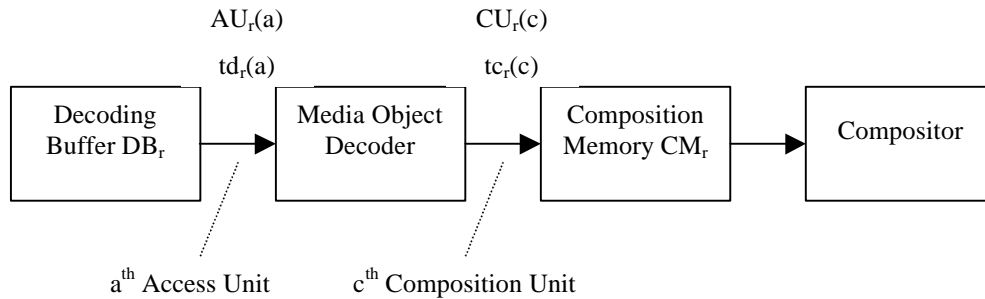 AUr(a)
CUr(c)
tdr(a)
tcr(c)
Decoding
Buffer DBr
Media Object
Decoder
Composition
Memory CMr
Compositor
ath Access Unit
cth Composition Unit